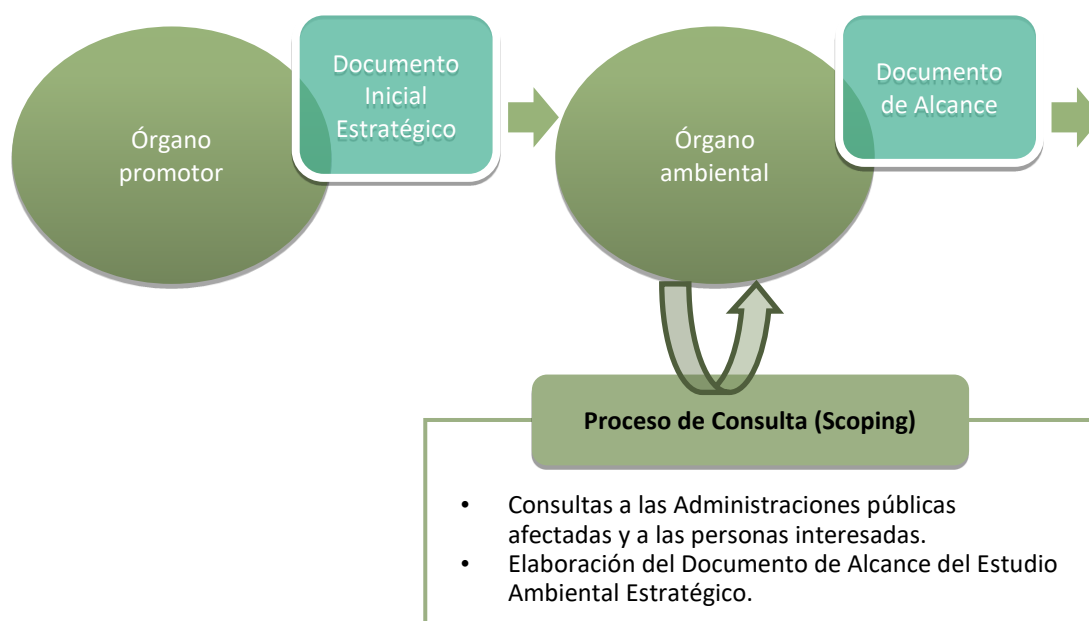 Órgano
promotor
Documento
Inicial
Estratégico
Órgano
ambiental
Documento
de Alcance
Proceso de Consulta (Scoping)
• Consultas a las Administraciones públicas
afectadas y a las personas interesadas.
• Elaboración del Documento de Alcance del Estudio
Ambiental Estratégico.